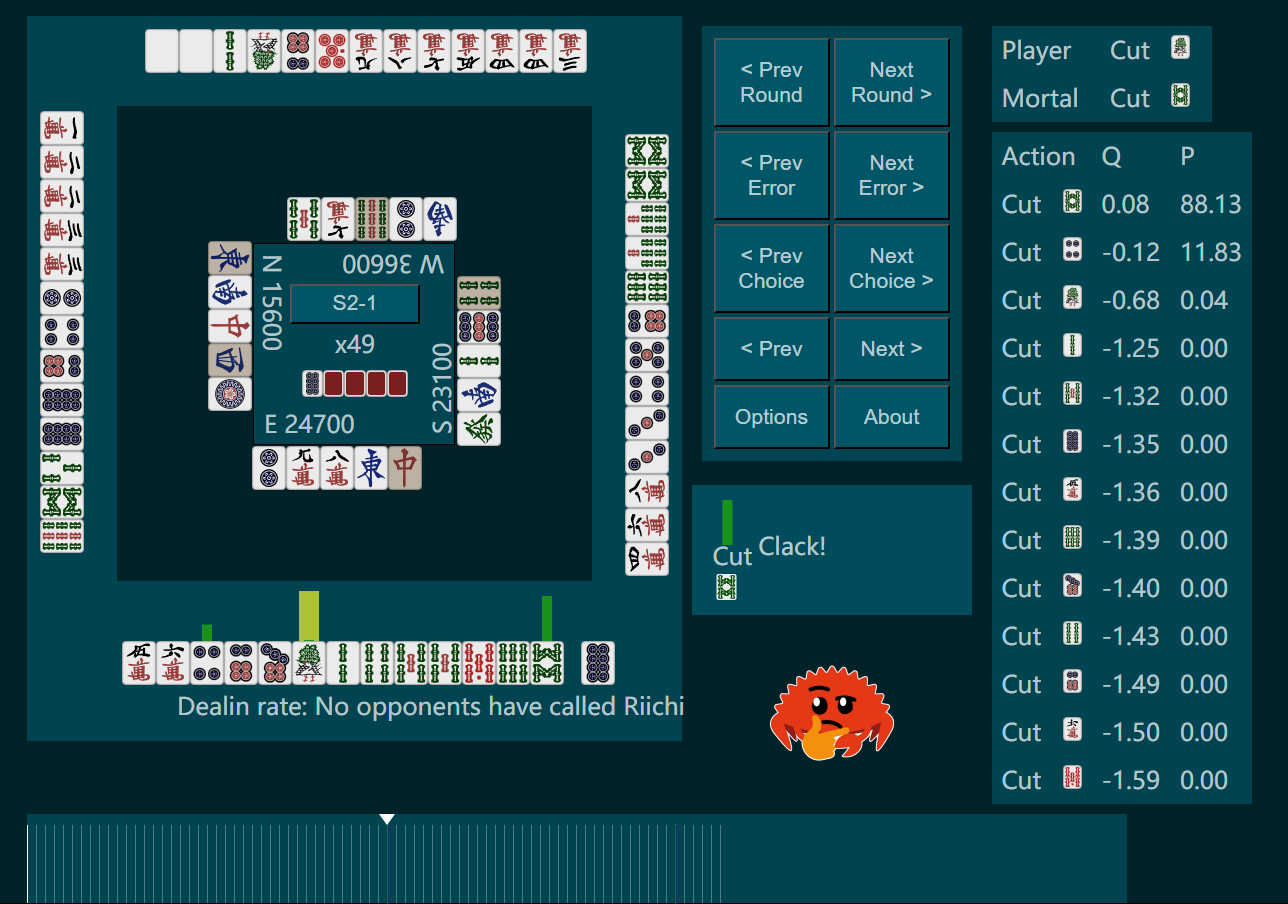 W 36600
N 15600
S2-1
x49
S 23100
E 24700
Dealin rate: No opponents have called Riichi
< Prev
Round
Next
Round >
< Prev
Error
Next
Error >
< Prev
Choice
Next
Choice >
< Prev
Next >
Options
About
Cut
Clack!
Player Cut
Mortal Cut
Action Q P
Cut 0.08 88.13
Cut -0.12 11.83
Cut -0.68 0.04
Cut -1.25 0.00
Cut -1.32 0.00
Cut -1.35 0.00
Cut -1.36 0.00
Cut -1.39 0.00
Cut -1.40 0.00
Cut -1.43 0.00
Cut -1.49 0.00
Cut -1.50 0.00
Cut -1.59 0.00